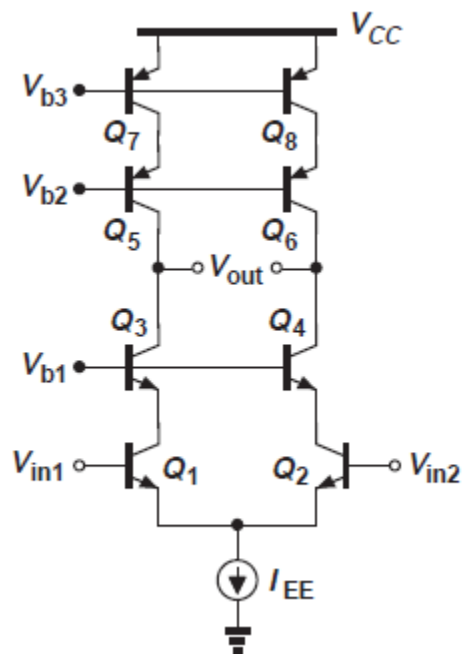 V_CC
V_b3
Q_7 Q_8
V_b2
Q_5 Q_6
V_out
Q_3 Q_4
V_b1
V_in1 Q_1 Q_2 V_in2
I_EE